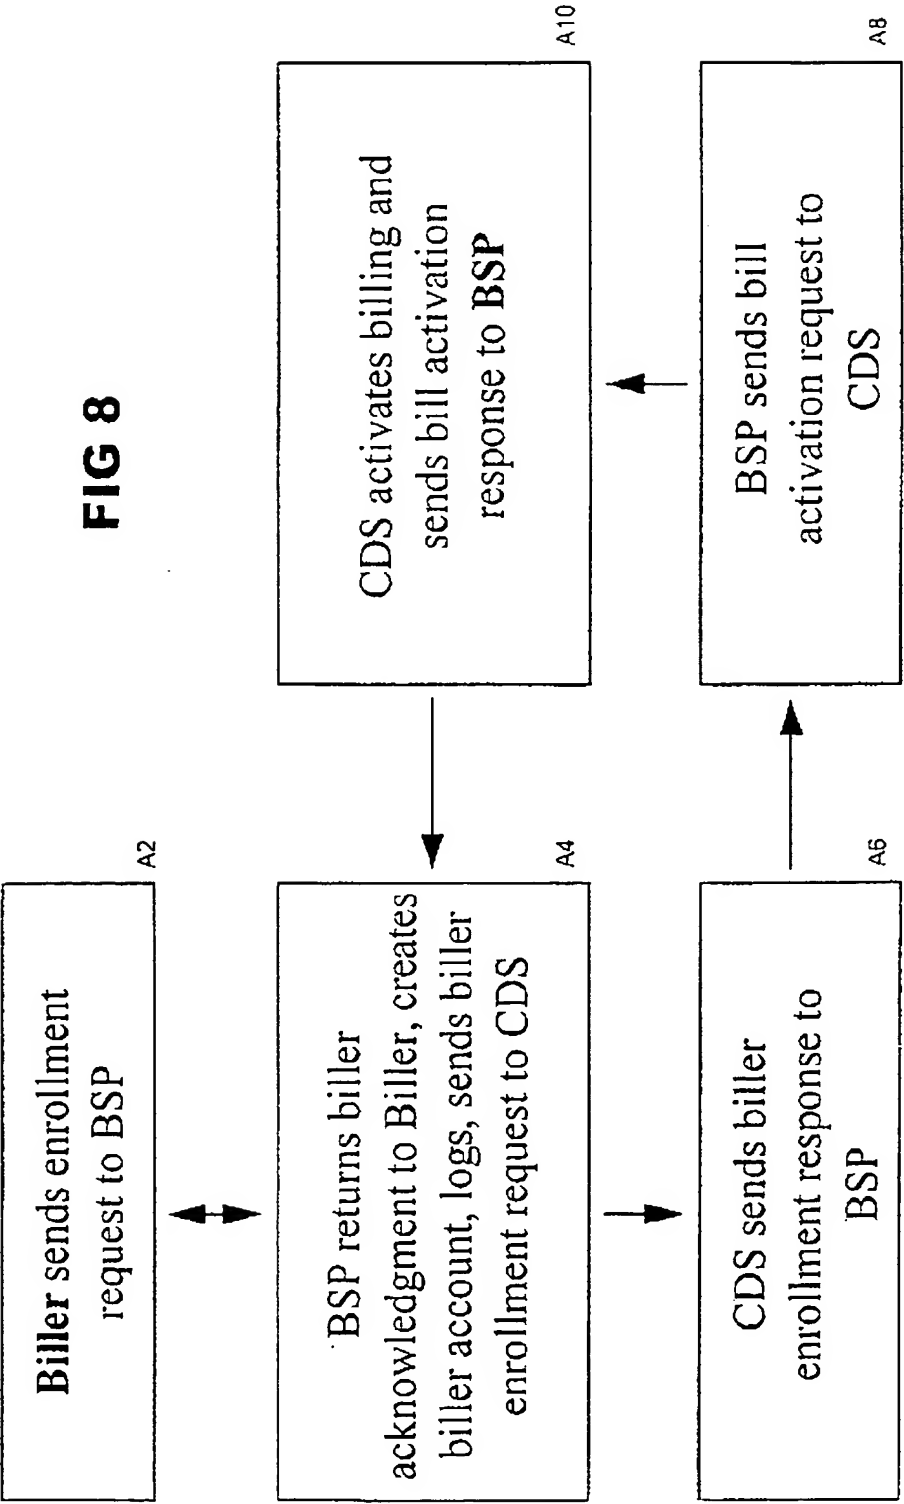 FIG 8
Biller sends enrollment
request to BSP
A2
BSP returns biller
acknowledgment to Biller, creates
biller account, logs, sends biller
enrollment request to CDS
A4
CDS sends biller
enrollment response to
BSP
A6
BSP sends bill
activation request to
CDS
A8
CDS activates billing and
sends bill activation
response to BSP
A10